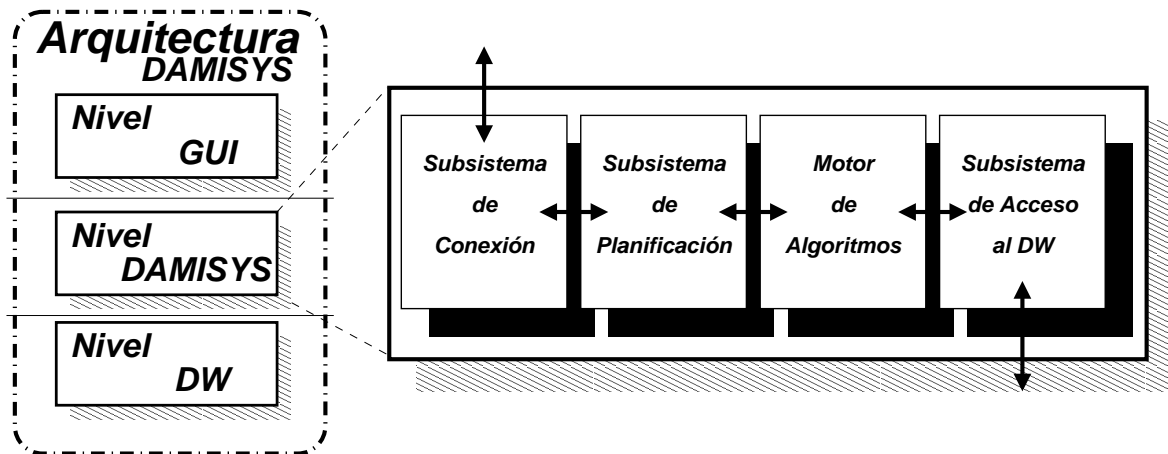 Arquitectura
DAMISYS
Nivel
GUI
Nivel
DAMISYS
Nivel
DW
Subsistema
de
Conexión
Subsistema
de
Planificación
Motor
de
Algoritmos
Subsistema
de Acceso
al DW